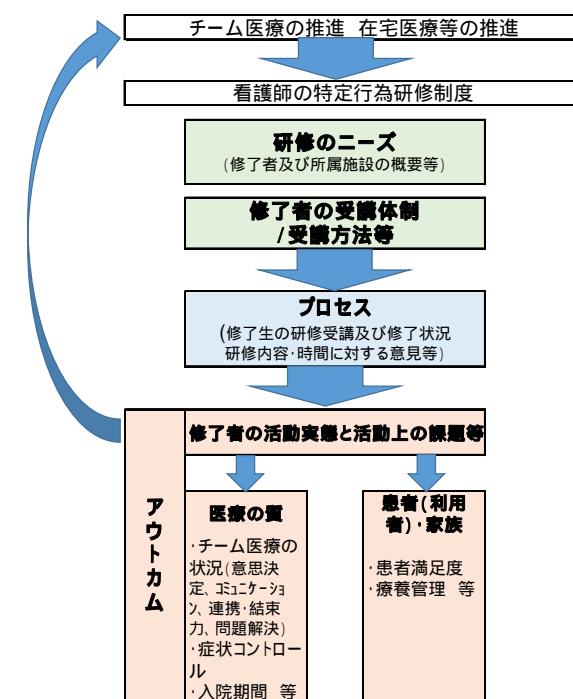 チーム医療の推進 在宅医療等の推進
看護師の特定行為研修制度
研修のニーズ
(修了者及び所属施設の概要等)
修了者の受講体制
/受講方法等
プロセス
(修了生の研修受講及び修了状況
研修内容・時間に対する意見等)
修了者の活動実態と活動上の課題等
アウトカム
医療の質
・チーム医療の
状況(意思決
定、コミュニケーショ
ン、連携・結束
力、問題解決)
・症状コントロー
ル
・入院期間 等
患者(利用
者)・家族
・患者満足度
・療養管理 等